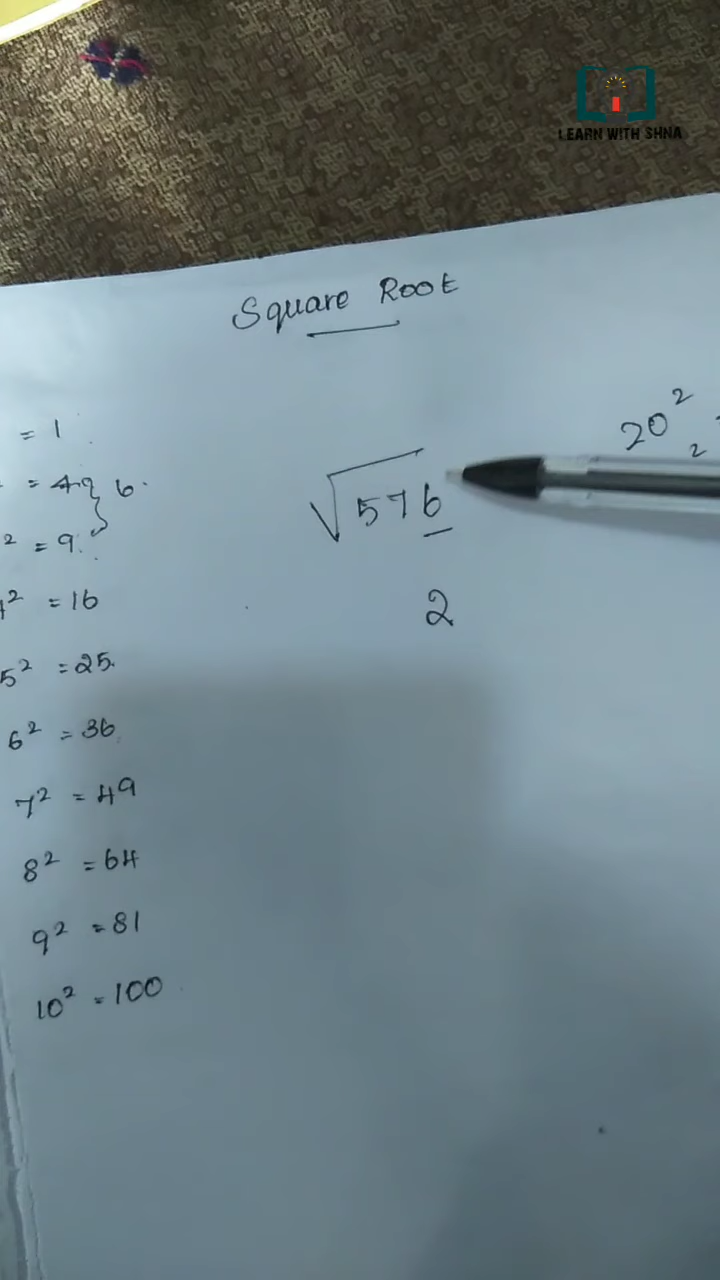 LEARN WITH SHNA
Square Root
= 1
= 4
6.
² = 9.
² = 16
5² = 25.
6² = 36
7² = 49
8² = 64
9² = 81
10² = 100
√576
2
20²
2